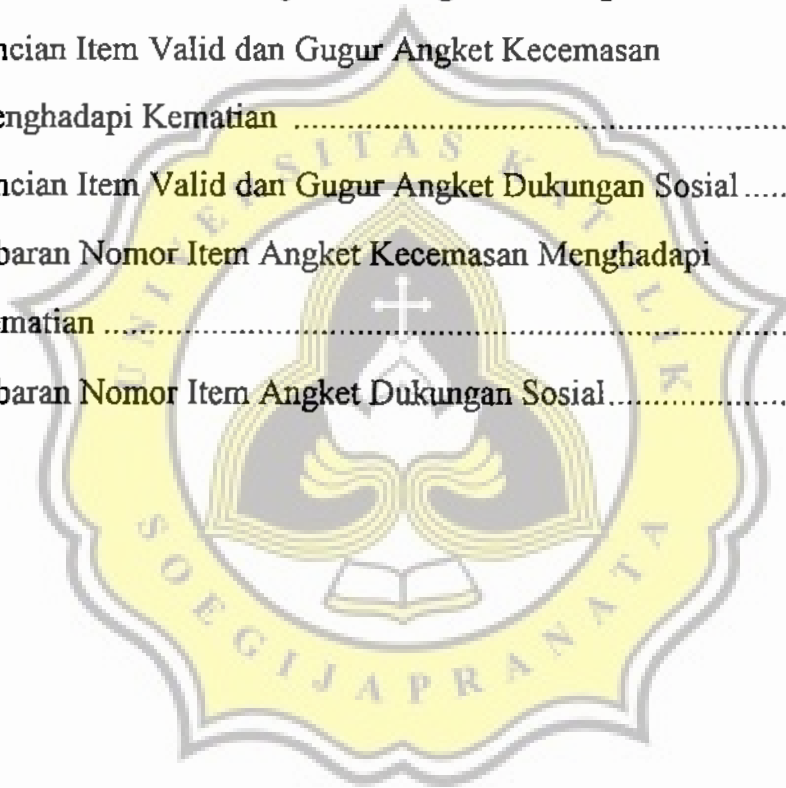 ncian Item Valid dan Gugur Angket Kecemasan
enghadapi Kematian ........................................
ncian Item Valid dan Gugur Angket Dukungan Sosial .....
baran Nomor Item Angket Kecemasan Menghadapi
matian ............................................................
baran Nomor Item Angket Dukungan Sosial...................
UNIVERSITAS KATOLIK
SOEGIJAPRANATA